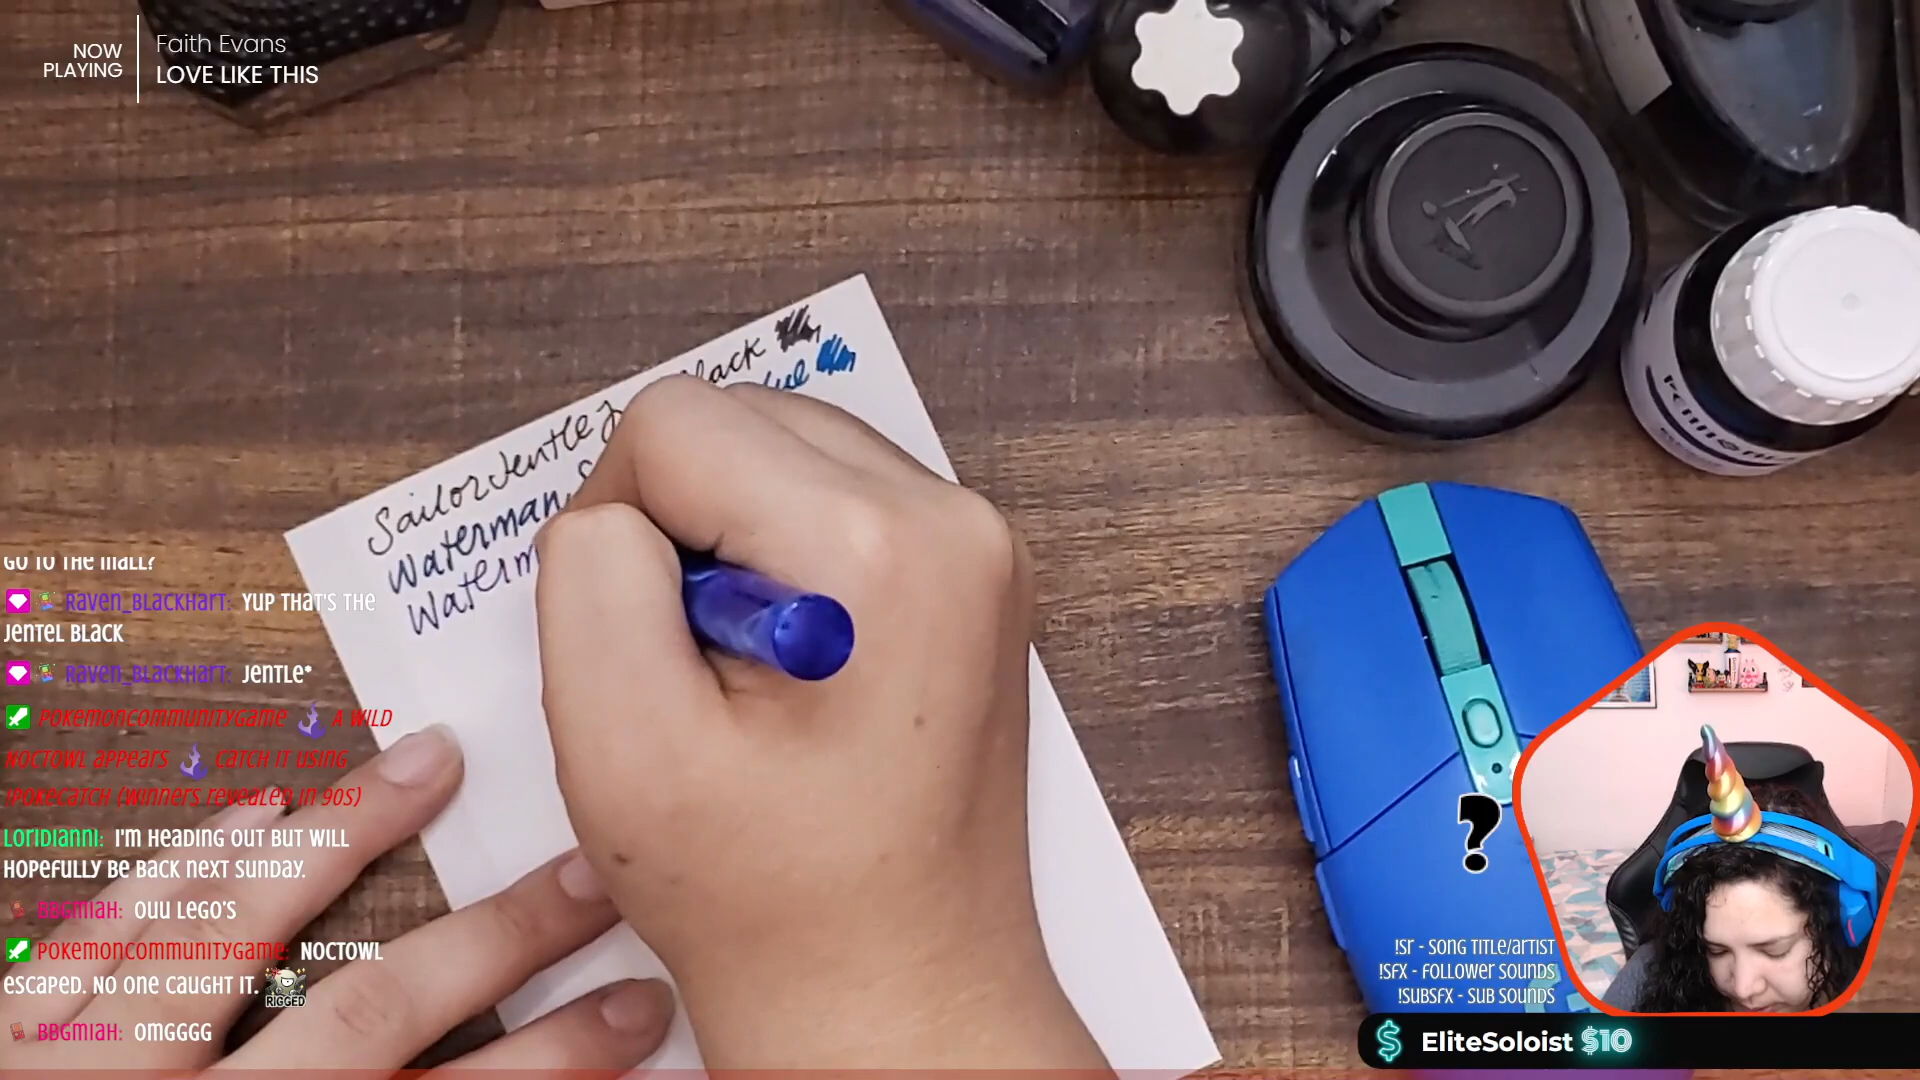 NOW PLAYING
Faith Evans
LOVE LIKE THIS
Sailor Jentle
Black
Waterman
Waterm
GO TO THE MALL?
RAVEN_BLACKHART: YUP THAT'S THE
JENTEL BLACK
RAVEN_BLACKHART: JENTLE*
POKEMONCOMMUNITYGAME A WILD
NOCTOWL APPEARS CATCH IT USING
!POKECATCH (WINNERS REVEALED IN 90S)
LORIDIANNI: I'M HEADING OUT BUT WILL
HOPEFULLY BE BACK NEXT SUNDAY.
BBGMIAH: OUU LEGO'S
POKEMONCOMMUNITYGAME: NOCTOWL
ESCAPED. NO ONE CAUGHT IT.
RIGGED
BBGMIAH: OMGGGG
?
!SR - SONG TITLE/ARTIST
!SFX - FOLLOWER SOUNDS
!SUBSFX - SUB SOUNDS
$ EliteSoloist $10